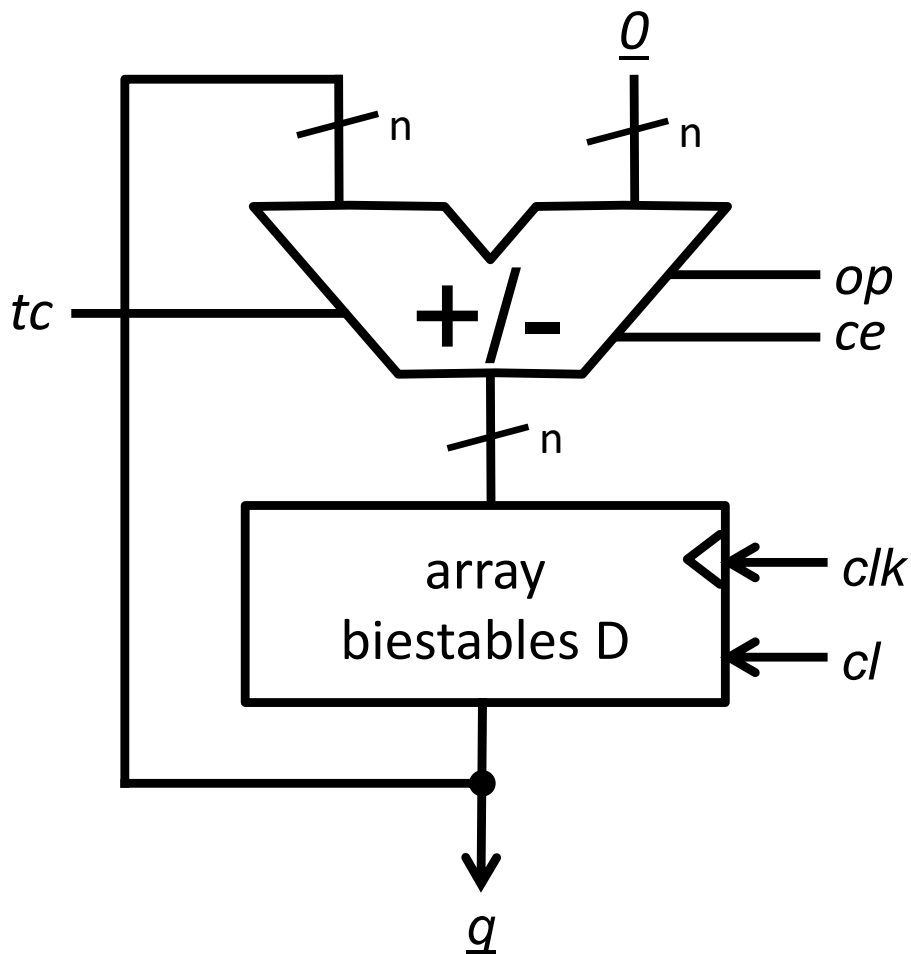 0
n
n
op
tc
+/-
ce
n
array
clk
biestables D
cl
q